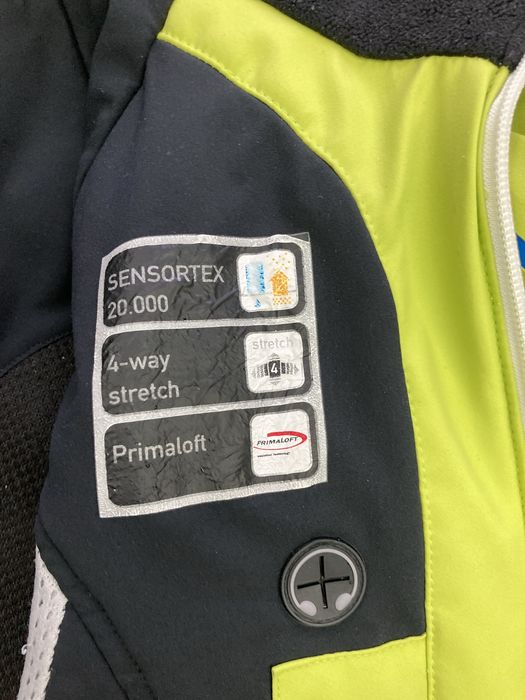 SENSORTEX
20.000
4-way
stretch
stretch
4
Primaloft
PRIMALOFT